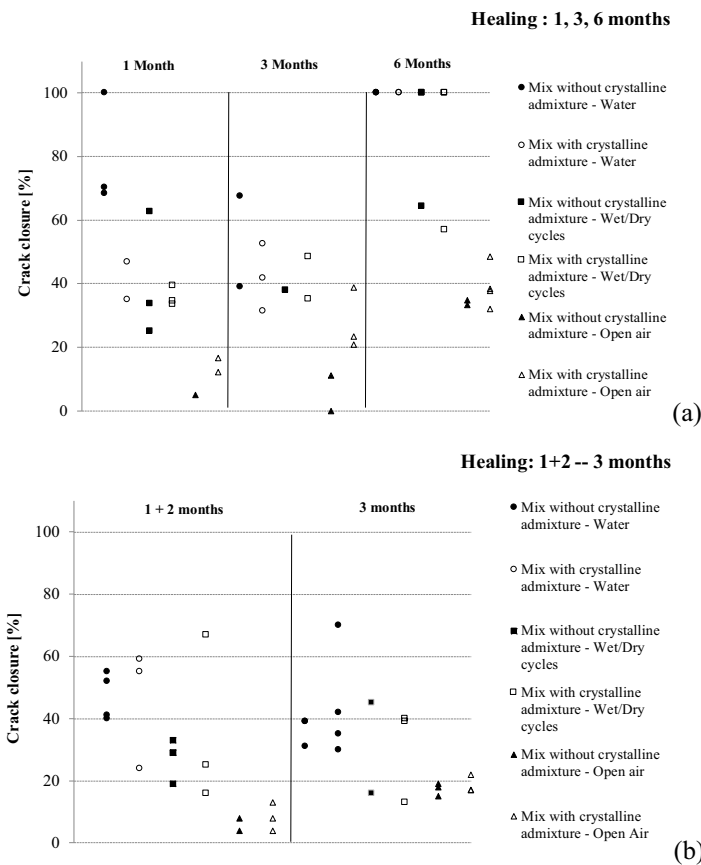 Healing : 1, 3, 6 months
1 Month
3 Months
6 Months
100
80
60
40
20
0
Crack closure [%]
Mix without crystalline
admixture - Water
Mix with crystalline
admixture - Water
Mix without crystalline
admixture - Wet/Dry
cycles
Mix with crystalline
admixture - Wet/Dry
cycles
Mix without crystalline
admixture - Open air
Mix with crystalline
admixture - Open air
(a)
Healing: 1+2 -- 3 months
1 + 2 months
3 months
100
80
60
40
20
0
Crack closure [%]
Mix without crystalline
admixture - Water
Mix with crystalline
admixture - Water
Mix without crystalline
admixture - Wet/Dry
cycles
Mix with crystalline
admixture - Wet/Dry
cycles
Mix without crystalline
admixture - Open air
Mix with crystalline
admixture - Open Air
(b)